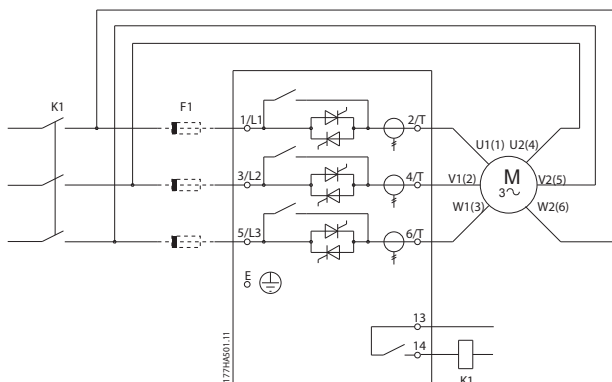 K1
F1
1/L1
2/T
U1(1) U2(4)
3/L2
4/T
V1(2)
M
3~
V2(5)
W1(3)
W2(6)
5/L3
6/T
E
13
14
K1
177HA501.11